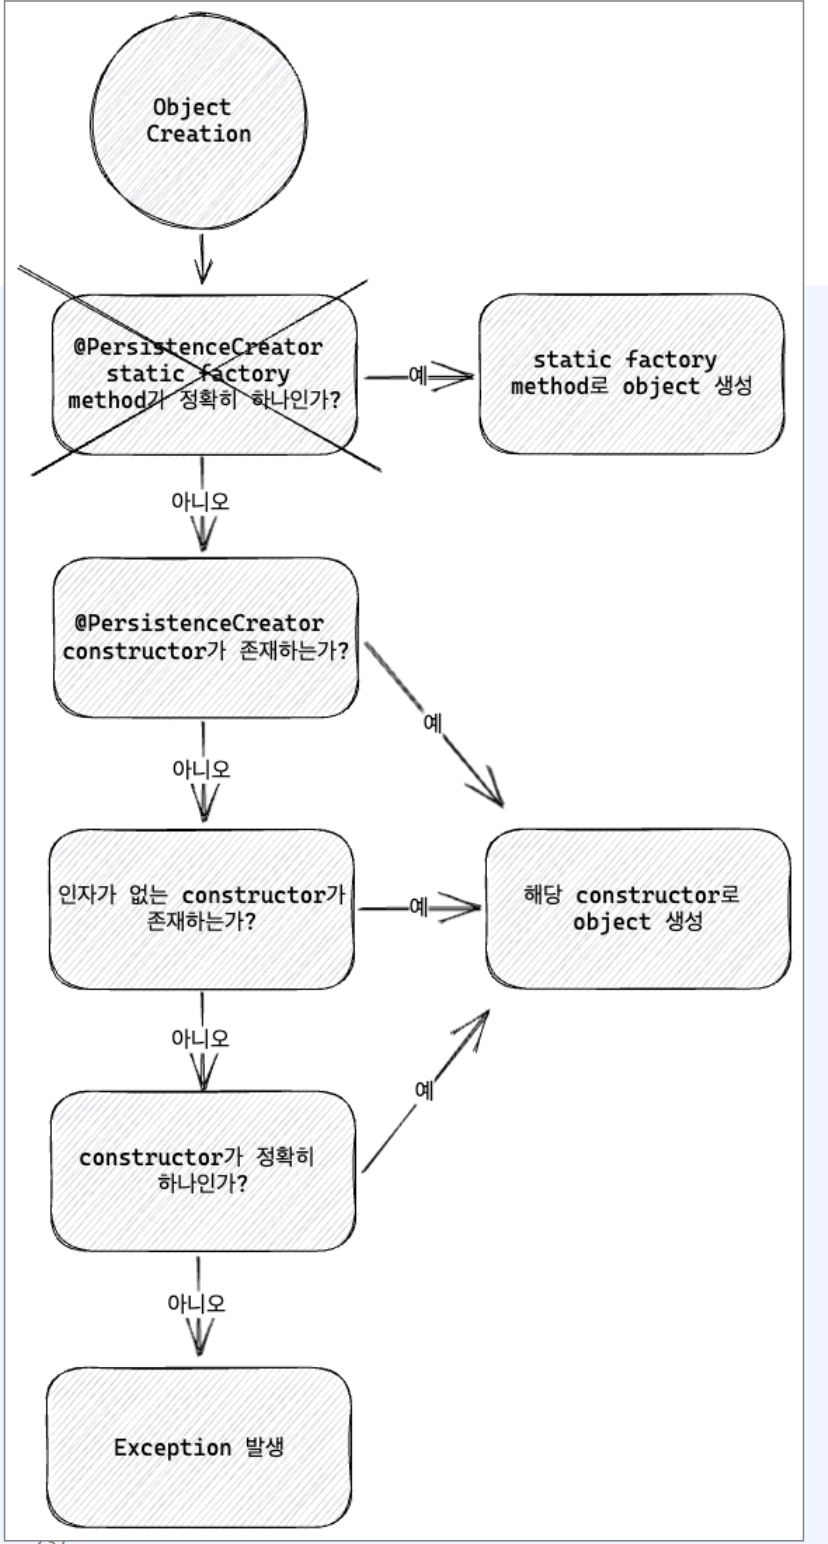 Object
Creation
@PersistenceCreator
static factory
method가 정확히 하나인가?
예
static factory
method로 object 생성
아니오
@PersistenceCreator
constructor가 존재하는가?
예
아니오
인자가 없는 constructor가
존재하는가?
예
해당 constructor로
object 생성
아니오
예
constructor가 정확히
하나인가?
아니오
Exception 발생